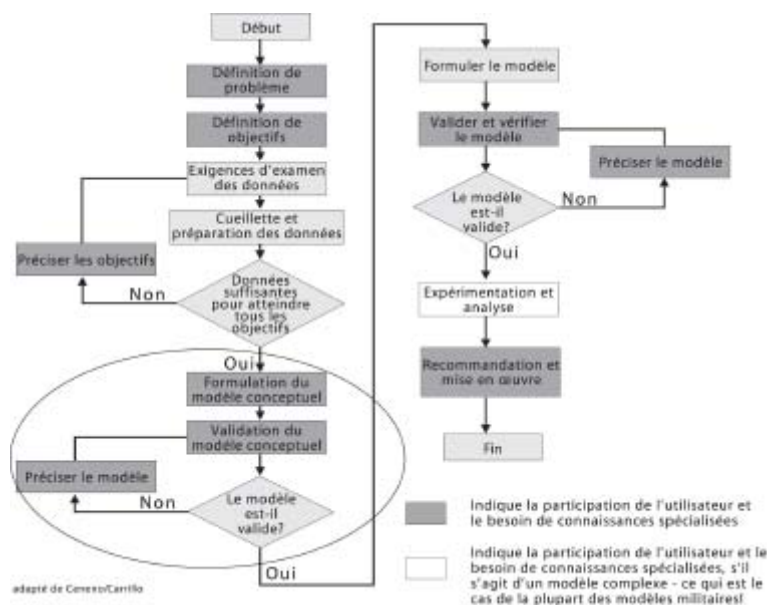 Début
Définition de
problème
Définition de
objectifs
Exigences d'examen
des données
Cueillette et
préparation des données
Préciser les objectifs
Non
Données
suffisantes
pour atteindre
tous les
objectifs
Oui
Formulation du
modèle conceptuel
Validation du
modèle conceptuel
Préciser le modèle
Non
Le modèle
est-il
valide?
Oui
adapté de Centeno/Carrillo
Formuler le modèle
Valider et vérifier
le modèle
Préciser le modèle
Le modèle
est-il
valide?
Non
Oui
Expérimentation et
analyse
Recommandation et
mise en œuvre
Fin
Indique la participation de l'utilisateur et
le besoin de connaissances spécialisées
Indique la participation de l'utilisateur et le
besoin de connaissances spécialisées, s'il
s'agit d'un modèle complexe - ce qui est le
cas de la plupart des modèles militaires!